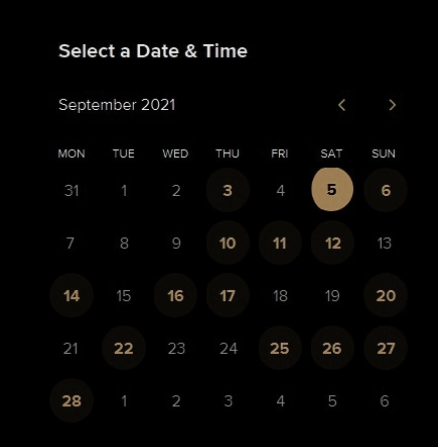 Select a Date & Time
September 2021
MON TUE WED THU FRI SAT SUN
31 1 2 3 4 5 6
7 8 9 10 11 12 13
14 15 16 17 18 19 20
21 22 23 24 25 26 27
28 1 2 3 4 5 6